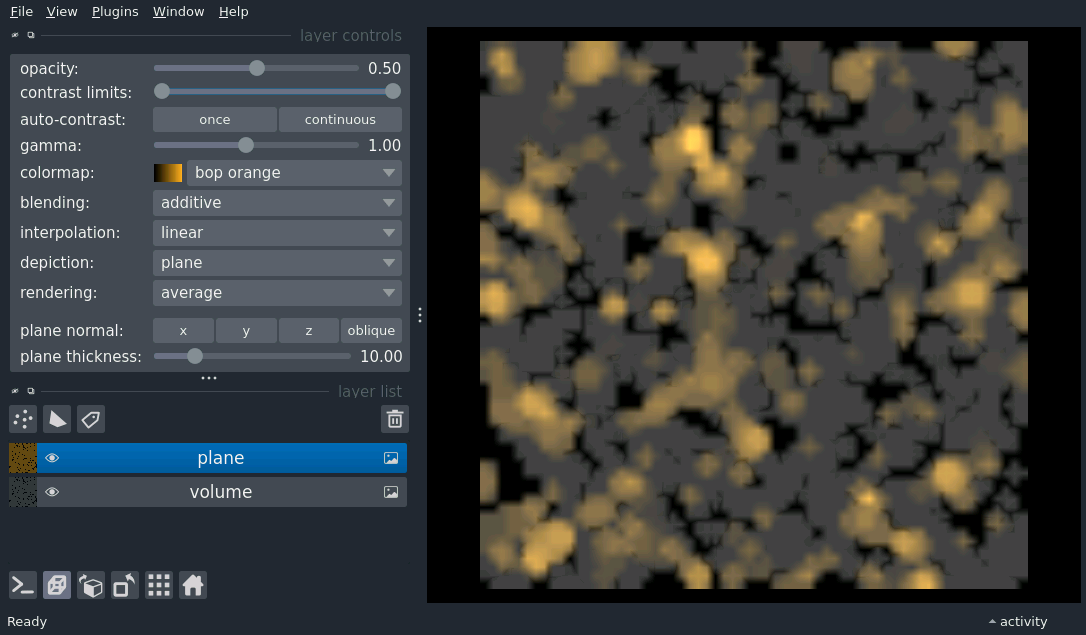 File View Plugins Window Help
layer controls
opacity: 0.50
contrast limits:
auto-contrast: once continuous
gamma: 1.00
colormap: bop orange
blending: additive
interpolation: linear
depiction: plane
rendering: average
plane normal: x y z oblique
plane thickness: 10.00
layer list
plane
volume
Ready activity